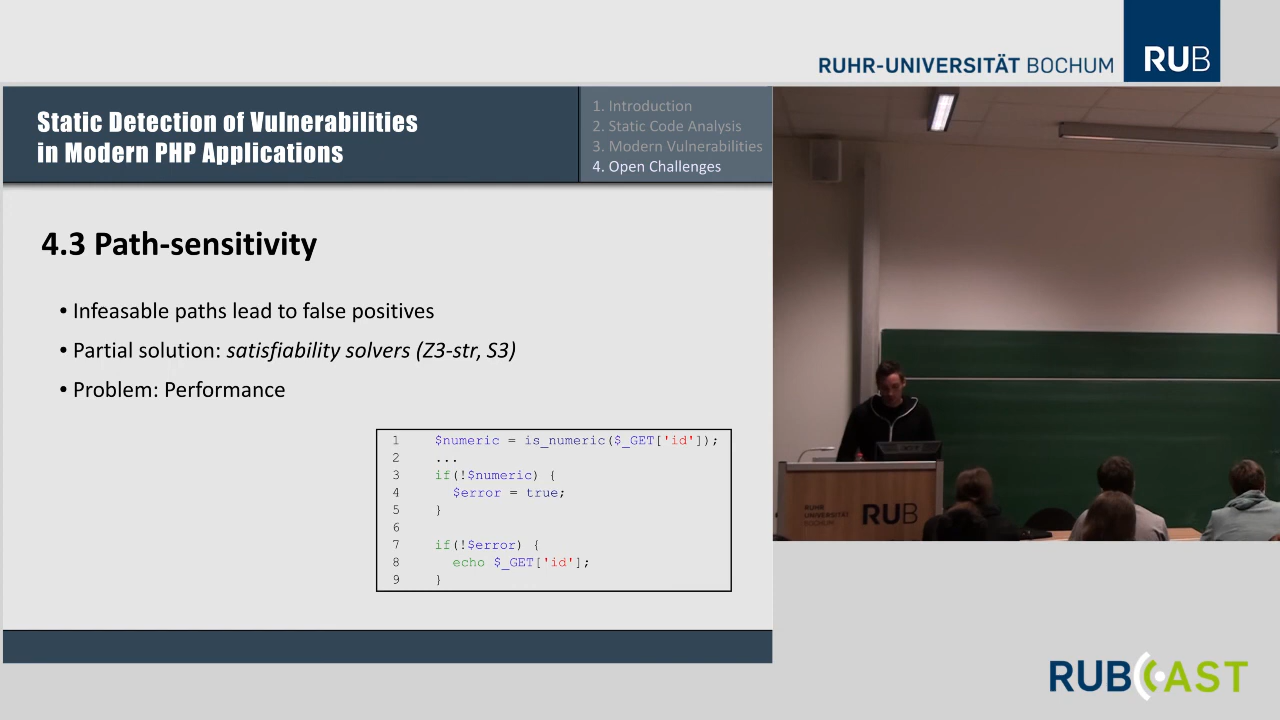 RUHR-UNIVERSITÄT BOCHUM
RUB
Static Detection of Vulnerabilities
in Modern PHP Applications
1. Introduction
2. Static Code Analysis
3. Modern Vulnerabilities
4. Open Challenges
4.3 Path-sensitivity
• Infeasable paths lead to false positives
• Partial solution: satisfiability solvers (Z3-str, S3)
• Problem: Performance
1 $numeric = is_numeric($_GET['id']);
2 ...
3 if(!$numeric) {
4 $error = true;
5 }
6
7 if(!$error) {
8 echo $_GET['id'];
9 }
RUHR
UNIVERSITÄT
BOCHUM
RUB
RUBCAST